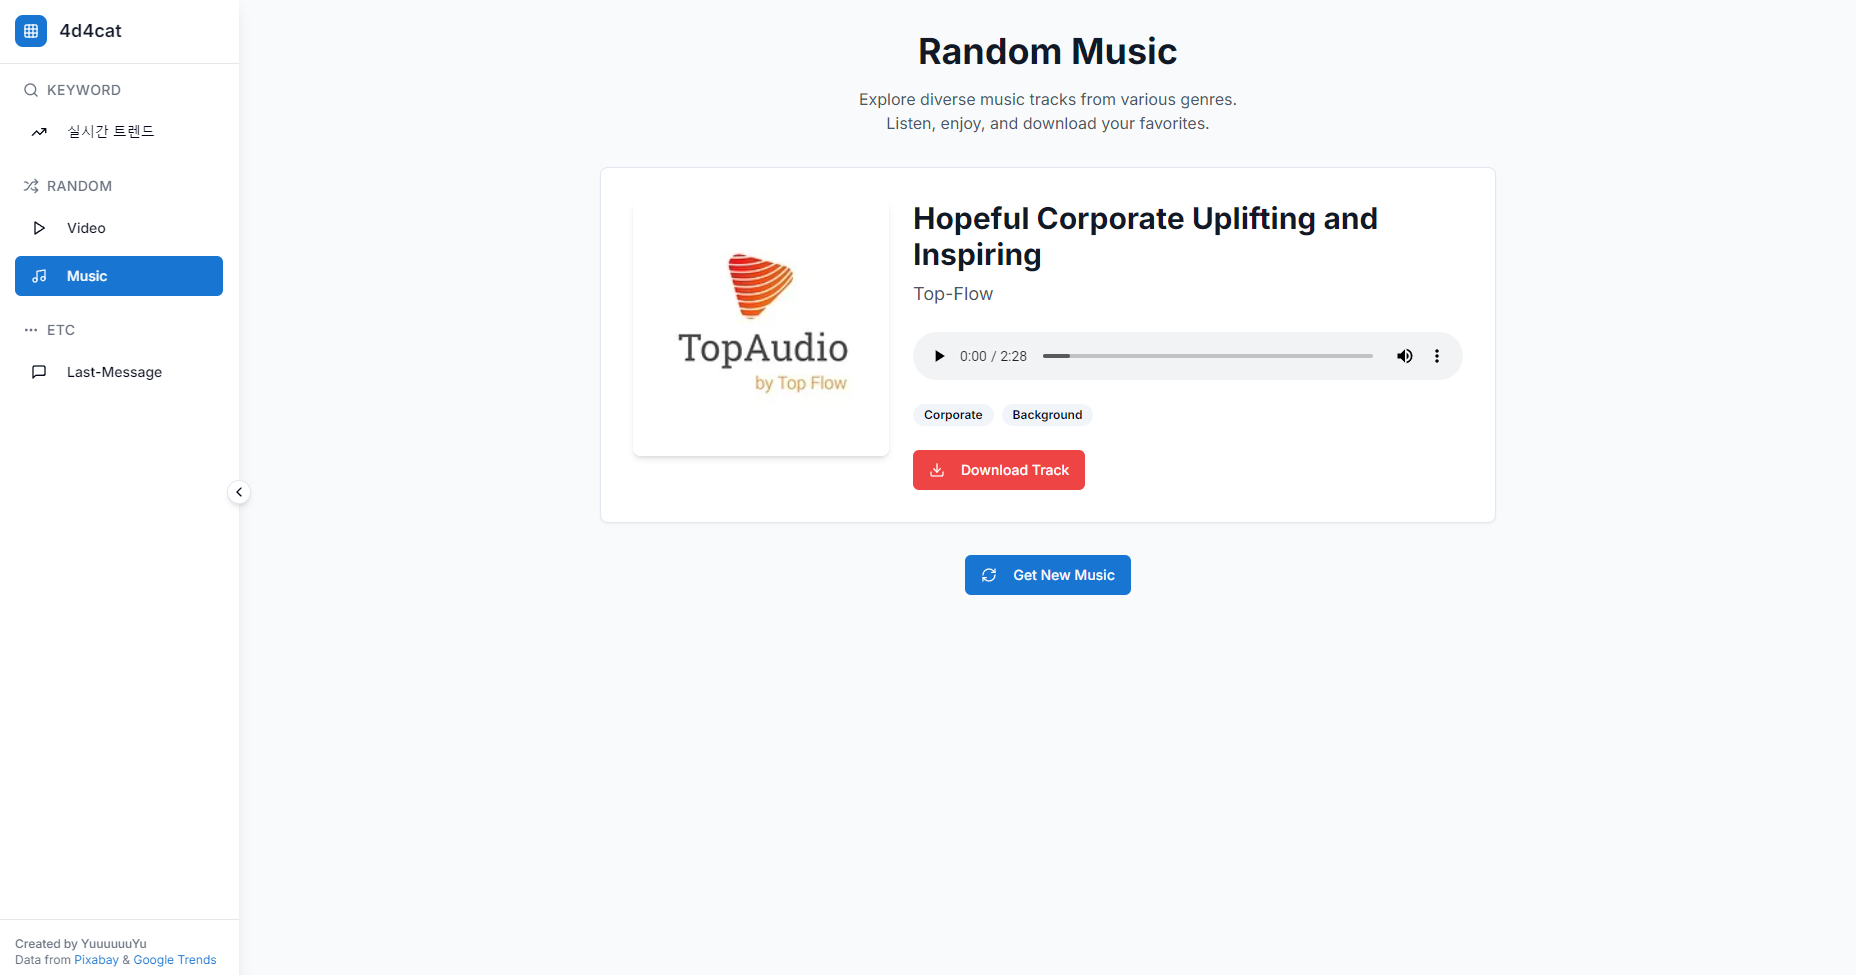 4d4cat
KEYWORD
실시간 트렌드
RANDOM
Video
Music
ETC
Last-Message
Created by YuuuuuuYu
Data from Pixabay & Google Trends
Random Music
Explore diverse music tracks from various genres.
Listen, enjoy, and download your favorites.
TopAudio
by Top Flow
Hopeful Corporate Uplifting and
Inspiring
Top-Flow
0:00 / 2:28
Corporate Background
Download Track
Get New Music